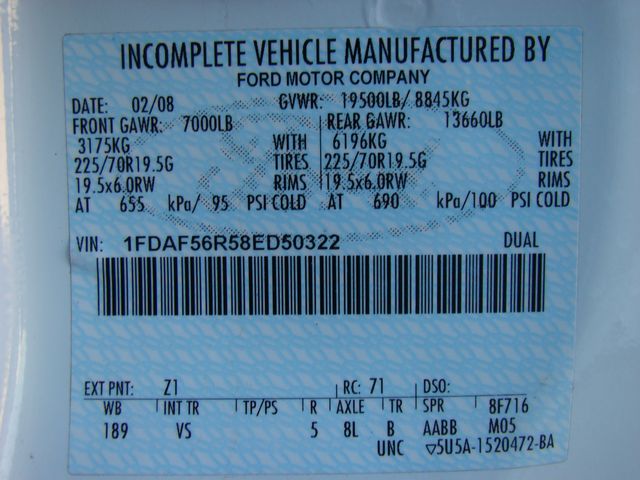 INCOMPLETE VEHICLE MANUFACTURED BY
FORD MOTOR COMPANY
DATE: 02/08 GVWR: 19500LB/ 8845KG
FRONT GAWR: 7000LB REAR GAWR: 13660LB
3175KG WITH 6196KG WITH
225/70R19.5G TIRES 225/70R19.5G TIRES
19.5x6.0RW RIMS 19.5x6.0RW RIMS
AT 655 kPa/ 95 PSI COLD AT 690 kPa/100 PSI COLD
VIN: 1FDAF56R58ED50322 DUAL
EXT PNT: Z1 RC: 71 DSO:
WB INT TR TP/PS R AXLE TR SPR 8F716
189 VS 5 8L B AABB M05
UNC ▽5U5A-1520472-BA